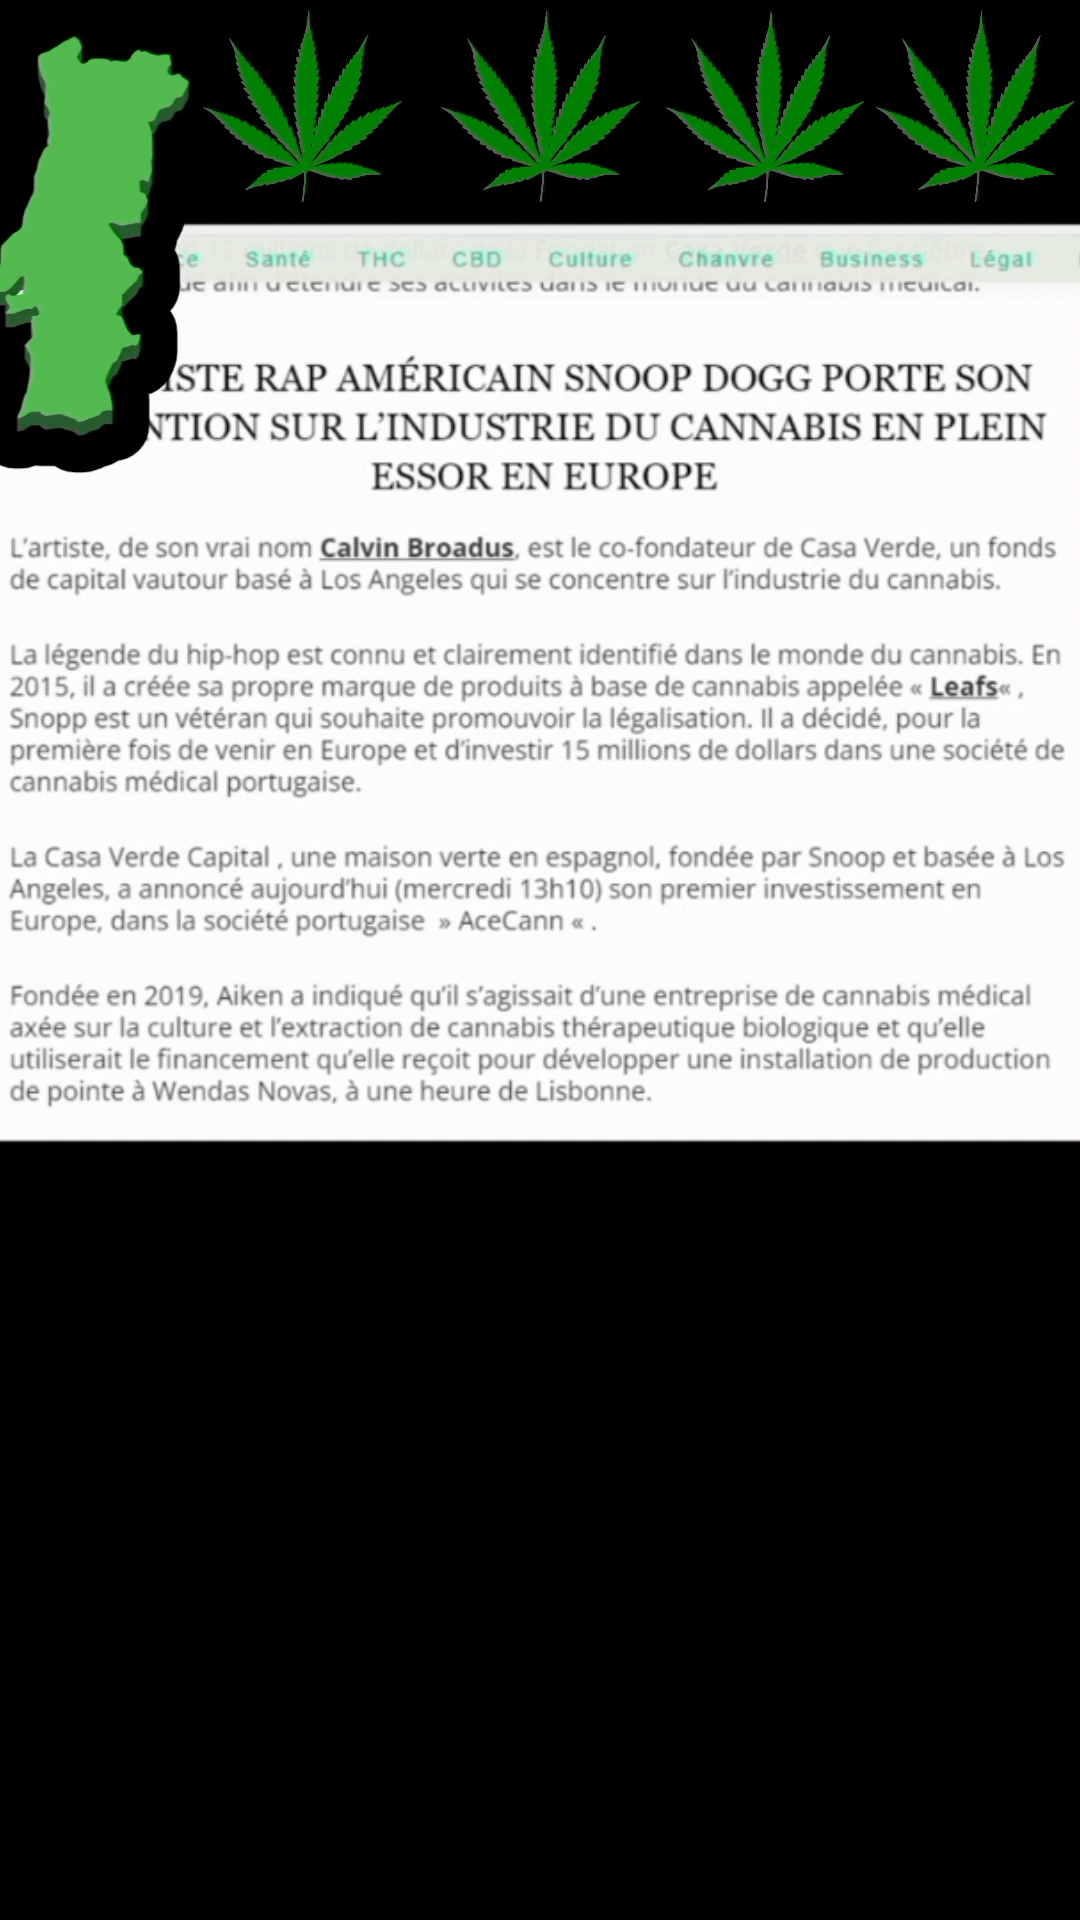 Santé THC CBD Culture Chanvre Business Légal
afin d'étendre ses activités dans le monde du cannabis médical.
ISTE RAP AMÉRICAIN SNOOP DOGG PORTE SON
NTION SUR L'INDUSTRIE DU CANNABIS EN PLEIN
ESSOR EN EUROPE
L'artiste, de son vrai nom Calvin Broadus, est le co-fondateur de Casa Verde, un fonds
de capital vautour basé à Los Angeles qui se concentre sur l'industrie du cannabis.
La légende du hip-hop est connu et clairement identifié dans le monde du cannabis. En
2015, il a créée sa propre marque de produits à base de cannabis appelée « Leafs« ,
Snopp est un vétéran qui souhaite promouvoir la légalisation. Il a décidé, pour la
première fois de venir en Europe et d'investir 15 millions de dollars dans une société de
cannabis médical portugaise.
La Casa Verde Capital , une maison verte en espagnol, fondée par Snoop et basée à Los
Angeles, a annoncé aujourd'hui (mercredi 13h10) son premier investissement en
Europe, dans la société portugaise » AceCann « .
Fondée en 2019, Aiken a indiqué qu'il s'agissait d'une entreprise de cannabis médical
axée sur la culture et l'extraction de cannabis thérapeutique biologique et qu'elle
utiliserait le financement qu'elle reçoit pour développer une installation de production
de pointe à Wendas Novas, à une heure de Lisbonne.